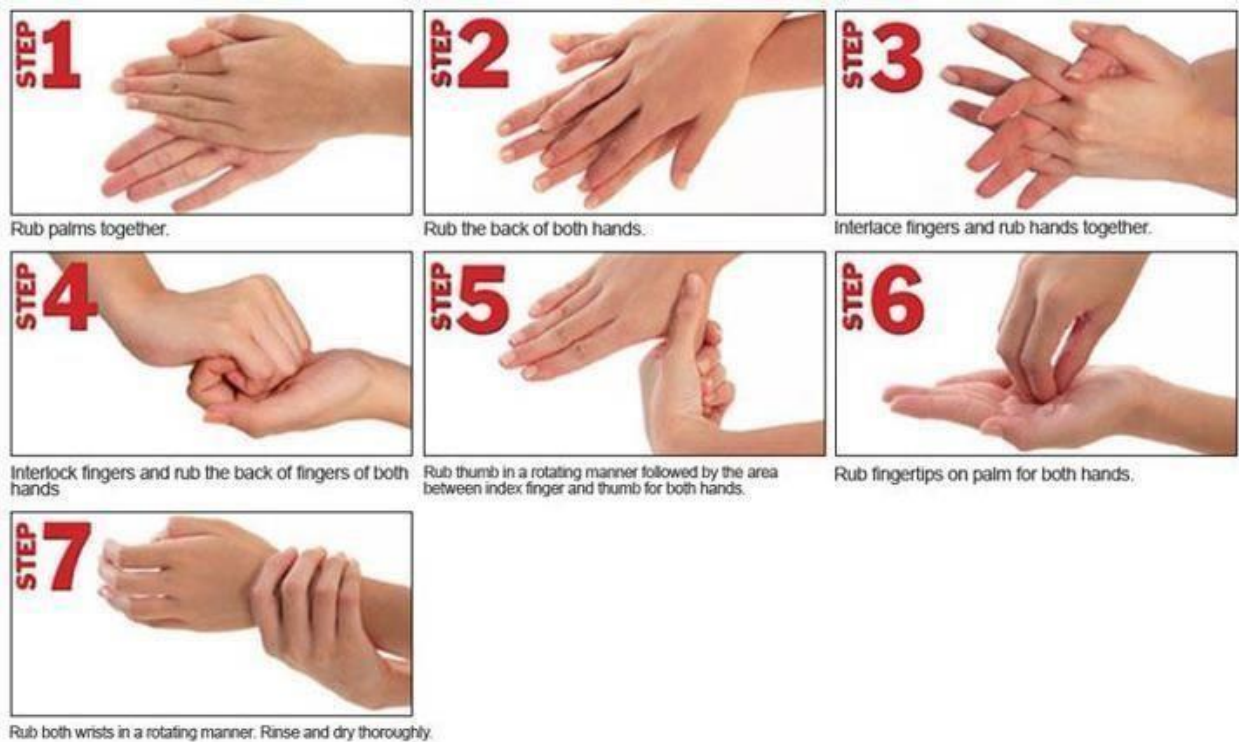 STEP 1
Rub palms together.
STEP 2
Rub the back of both hands.
STEP 3
Interlace fingers and rub hands together.
STEP 4
Interlock fingers and rub the back of fingers of both
hands
STEP 5
Rub thumb in a rotating manner followed by the area
between index finger and thumb for both hands.
STEP 6
Rub fingertips on palm for both hands.
STEP 7
Rub both wrists in a rotating manner. Rinse and dry thoroughly.